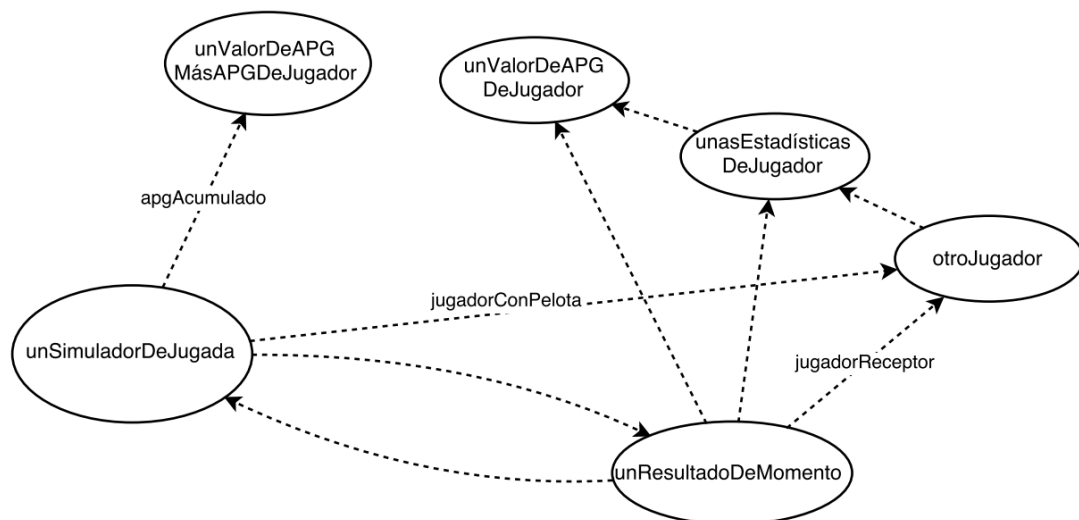 unValorDeAPG
MásAPGDeJugador
unValorDeAPG
DeJugador
unasEstadísticas
DeJugador
apgAcumulado
otroJugador
jugadorConPelota
unSimuladorDeJugada
jugadorReceptor
unResultadoDeMomento